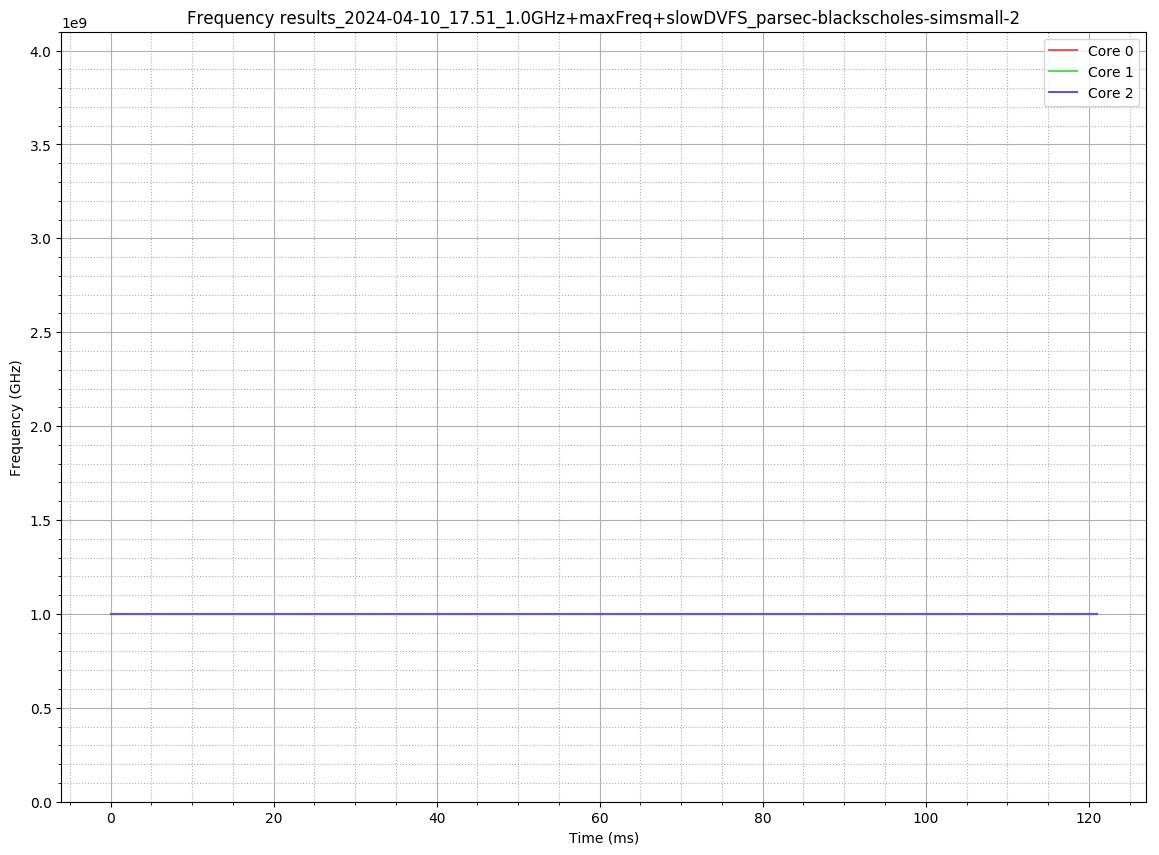 Frequency results_2024-04-10_17.51_1.0GHz+maxFreq+slowDVFS_parsec-blackscholes-simsmall-2
1e9
Core 0
Core 1
Core 2
4.0
3.5
3.0
2.5
2.0
1.5
1.0
0.5
0.0
Frequency (GHz)
0 20 40 60 80 100 120
Time (ms)